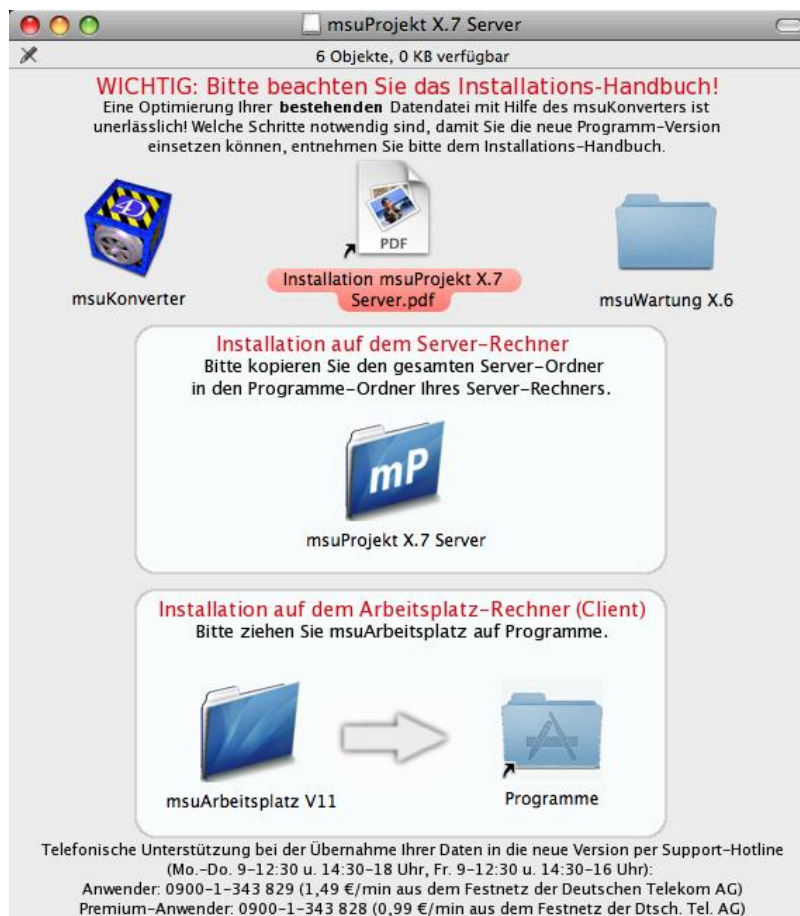 msuProjekt X.7 Server
6 Objekte, 0 KB verfügbar
WICHTIG: Bitte beachten Sie das Installations-Handbuch!
Eine Optimierung Ihrer bestehenden Datendatei mit Hilfe des msuKonverters ist
unerlässlich! Welche Schritte notwendig sind, damit Sie die neue Programm-Version
einsetzen können, entnehmen Sie bitte dem Installations-Handbuch.
4D
PDF
msuKonverter
Installation msuProjekt X.7
Server.pdf
msuWartung X.6
Installation auf dem Server-Rechner
Bitte kopieren Sie den gesamten Server-Ordner
in den Programme-Ordner Ihres Server-Rechners.
mP
msuProjekt X.7 Server
Installation auf dem Arbeitsplatz-Rechner (Client)
Bitte ziehen Sie msuArbeitsplatz auf Programme.
msuArbeitsplatz V11
Programme
Telefonische Unterstützung bei der Übernahme Ihrer Daten in die neue Version per Support-Hotline
(Mo.-Do. 9-12:30 u. 14:30-18 Uhr, Fr. 9-12:30 u. 14:30-16 Uhr):
Anwender: 0900-1-343 829 (1,49 €/min aus dem Festnetz der Deutschen Telekom AG)
Premium-Anwender: 0900-1-343 828 (0,99 €/min aus dem Festnetz der Dtsch. Tel. AG)